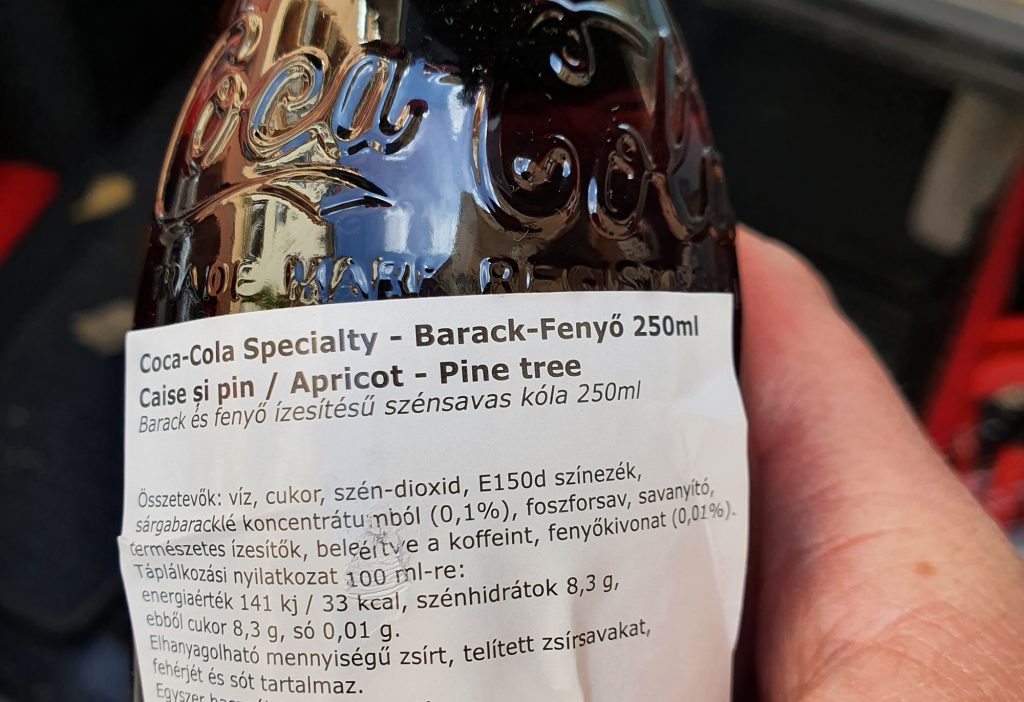 Coca Cola
TRADE MARK REGIST
Coca-Cola Specialty - Barack-Fenyő 250ml
Caise și pin / Apricot - Pine tree
Barack és fenyő ízesítésű szénsavas kóla 250ml
Összetevők: víz, cukor, szén-dioxid, E150d színezék,
sárgabaracklé koncentrátumból (0,1%), foszforsav, savanyító,
természetes ízesítők, beleértve a koffeint, fenyőkivonat (0,01%).
Táplálkozási nyilatkozat 100 ml-re:
energiaérték 141 kj / 33 kcal, szénhidrátok 8,3 g,
ebből cukor 8,3 g, só 0,01 g.
Elhanyagolható mennyiségű zsírt, telített zsírsavakat,
fehérjét és sót tartalmaz.
Egyszer